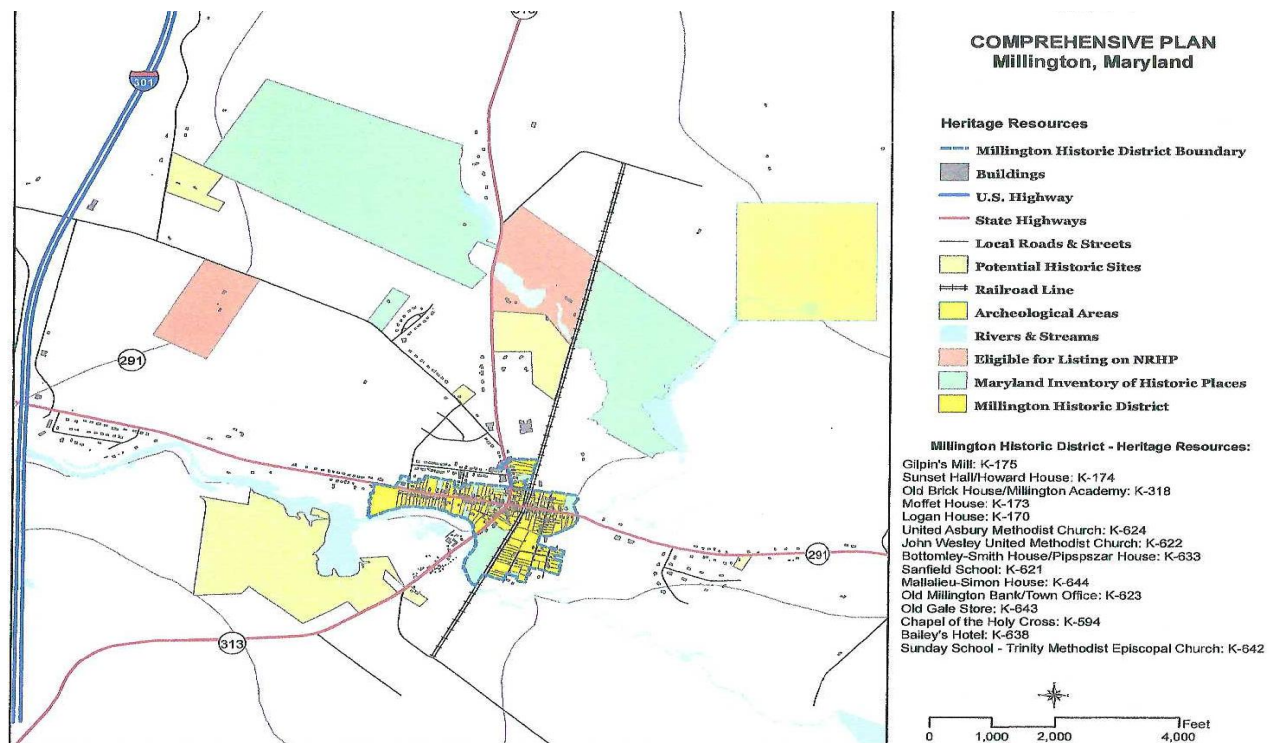 COMPREHENSIVE PLAN
Millington, Maryland
Heritage Resources
Millington Historic District Boundary
Buildings
U.S. Highway
State Highways
Local Roads & Streets
Potential Historic Sites
Railroad Line
Archeological Areas
Rivers & Streams
Eligible for Listing on NRHP
Maryland Inventory of Historic Places
Millington Historic District
Millington Historic District - Heritage Resources:
Gilpin's Mill: K-175
Sunset Hall/Howard House: K-174
Old Brick House/Millington Academy: K-318
Moffet House: K-173
Logan House: K-170
United Asbury Methodist Church: K-624
John Wesley United Methodist Church: K-622
Bottomley-Smith House/Pipspszar House: K-633
Sanfield School: K-621
Mallalieu-Simon House: K-644
Old Millington Bank/Town Office: K-623
Old Gale Store: K-643
Chapel of the Holy Cross: K-594
Bailey's Hotel: K-638
Sunday School - Trinity Methodist Episcopal Church: K-642
Feet
0 1,000 2,000 4,000
301
291
291
313